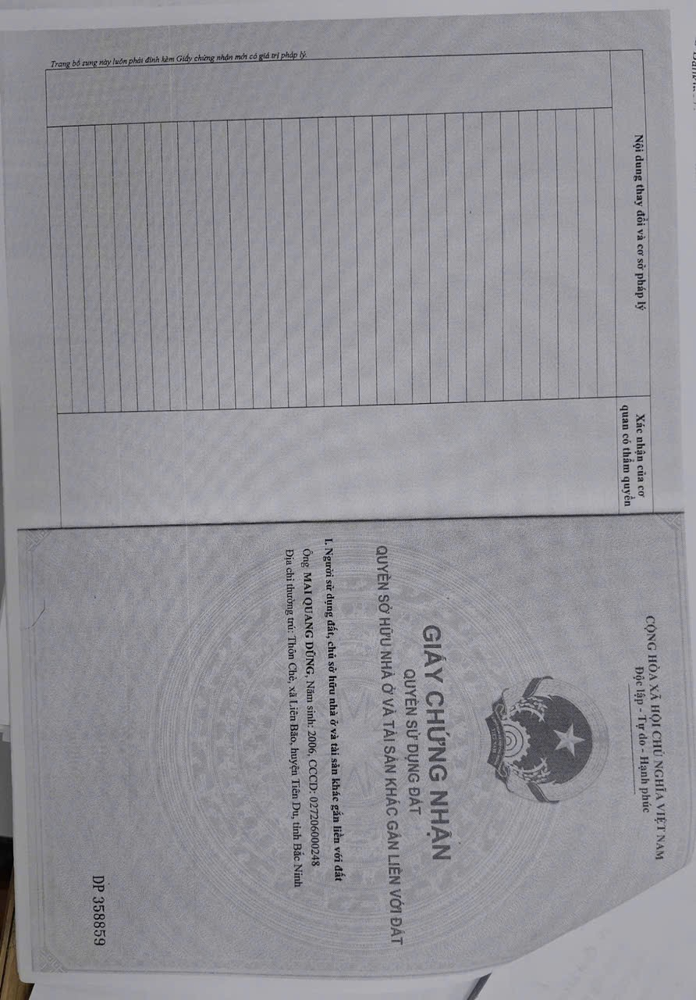 Trang bổ sung này luôn phải đính kèm Giấy chứng nhận mới có giá trị pháp lý.
Nội dung thay đổi và cơ sở pháp lý
Xác nhận của cơ
quan có thẩm quyền
CỘNG HÒA XÃ HỘI CHỦ NGHĨA VIỆT NAM
Độc lập - Tự do - Hạnh phúc
GIẤY CHỨNG NHẬN
QUYỀN SỬ DỤNG ĐẤT
QUYỀN SỞ HỮU NHÀ Ở VÀ TÀI SẢN KHÁC GẮN LIỀN VỚI ĐẤT
I. Người sử dụng đất, chủ sở hữu nhà ở và tài sản khác gắn liền với đất
Ông MAI QUANG DŨNG, Năm sinh: 2006, CCCD: 027206000248
Địa chỉ thường trú: Thôn Chè, xã Liên Bão, huyện Tiên Du, tỉnh Bắc Ninh
DP 358859